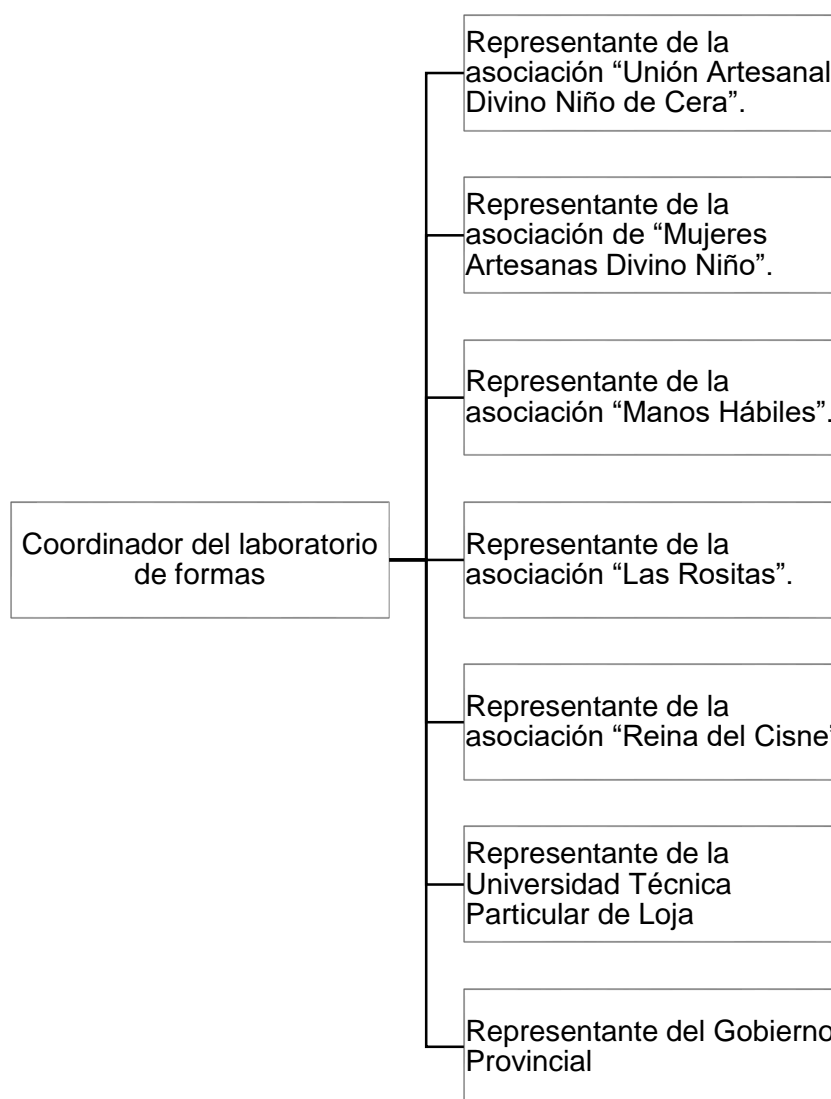 Representante de la
asociación “Unión Artesanal
Divino Niño de Cera”.
Representante de la
asociación de “Mujeres
Artesanas Divino Niño”.
Representante de la
asociación “Manos Hábiles”.
Coordinador del laboratorio
de formas
Representante de la
asociación “Las Rositas”.
Representante de la
asociación “Reina del Cisne”
Representante de la
Universidad Técnica
Particular de Loja
Representante del Gobierno
Provincial